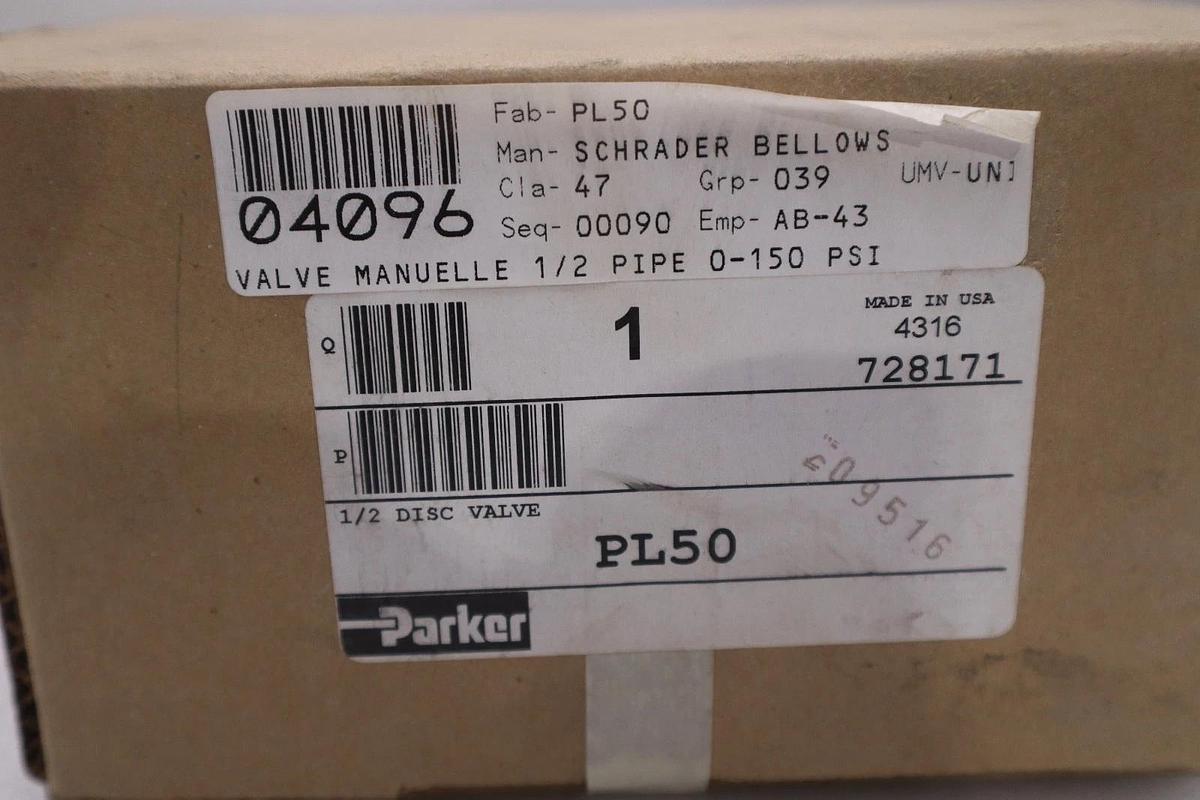 Fab- PL50
Man- SCHRADER BELLOWS
Cla- 47 Grp- 039 UMV-UNI
04096 Seq- 00090 Emp- AB-43
VALVE MANUELLE 1/2 PIPE 0-150 PSI
Q 1 MADE IN USA
4316
728171
P
09516
1/2 DISC VALVE
PL50
Parker